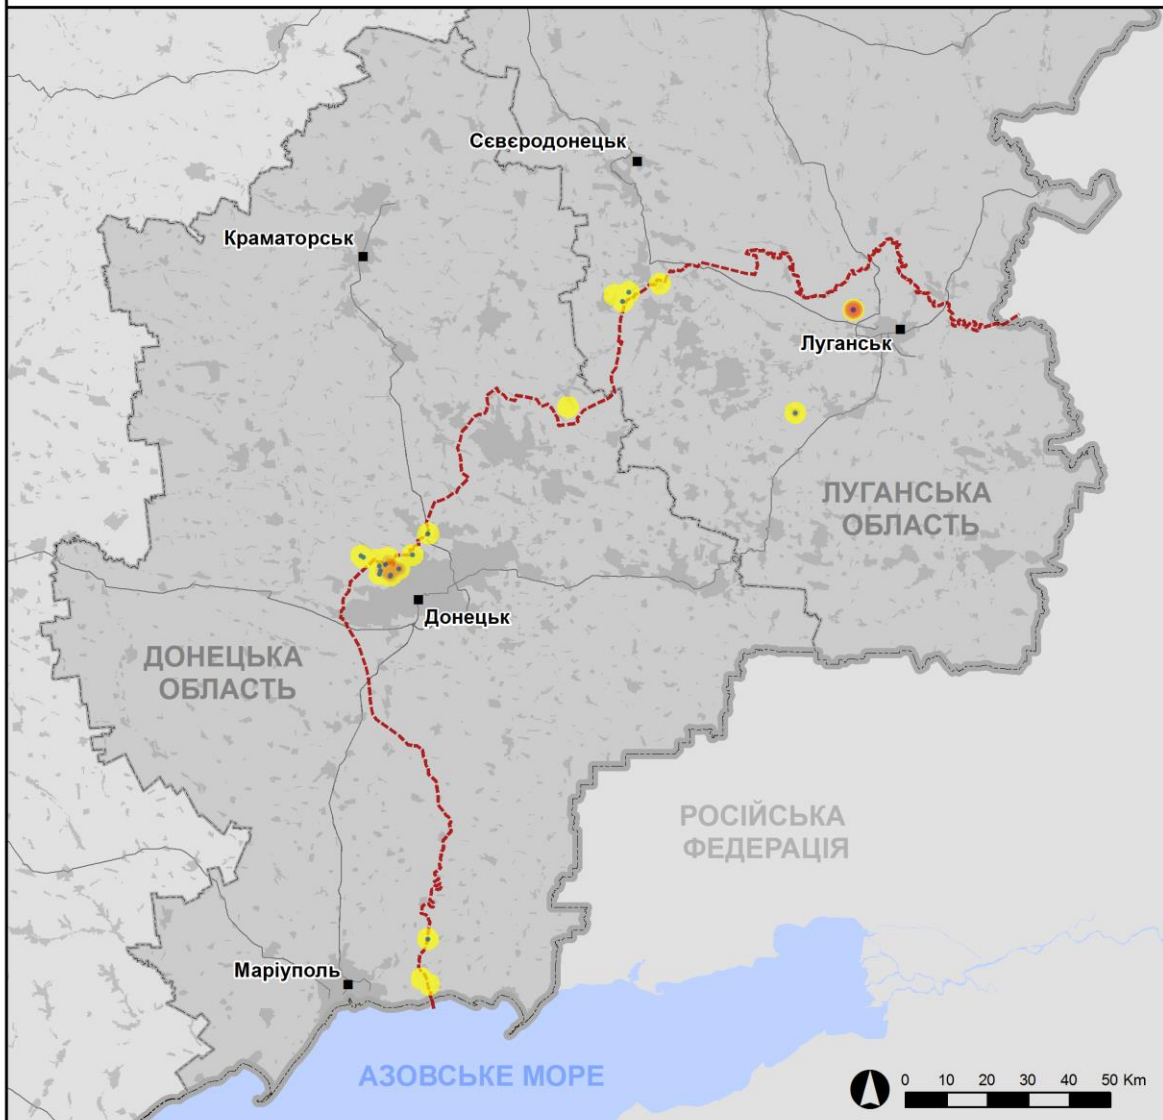 Сєвєродонецьк
Краматорськ
Луганськ
ЛУГАНСЬКА
ОБЛАСТЬ
Донецьк
ДОНЕЦЬКА
ОБЛАСТЬ
РОСІЙСЬКА
ФЕДЕРАЦІЯ
Маріуполь
АЗОВСЬКЕ МОРЕ
0 10 20 30 40 50 Km